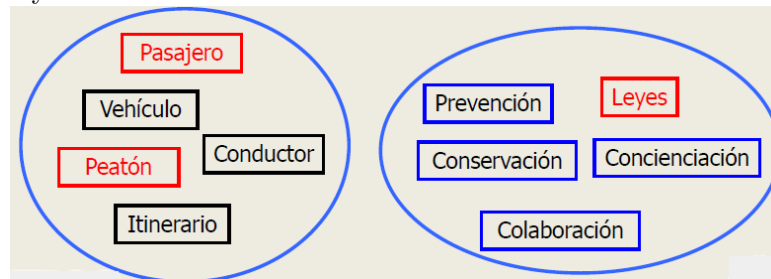 Pasajero
Vehículo
Peatón
Conductor
Itinerario
Prevención
Leyes
Conservación
Concienciación
Colaboración